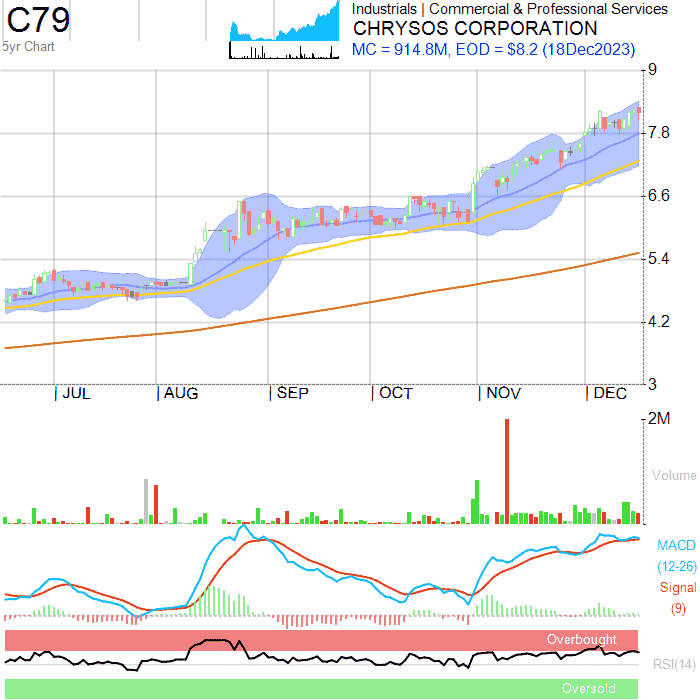 C79
5yr Chart
Industrials | Commercial & Professional Services
CHRYSOS CORPORATION
MC = 914.8M, EOD = $8.2 (18Dec2023)
9
7.8
6.6
5.4
4.2
3
| JUL | AUG | SEP | OCT | NOV | DEC
2M
Volume
MACD
(12-26)
Signal
(9)
Overbought
RSI(14)
Oversold